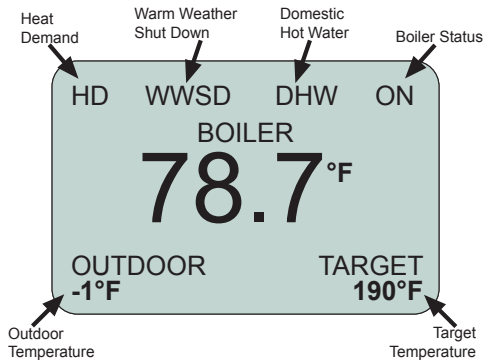 Heat
Demand
Warm Weather
Shut Down
Domestic
Hot Water
Boiler Status
HD WWSD DHW ON
BOILER
78.7°F
OUTDOOR TARGET
-1°F 190°F
Outdoor
Temperature
Target
Temperature